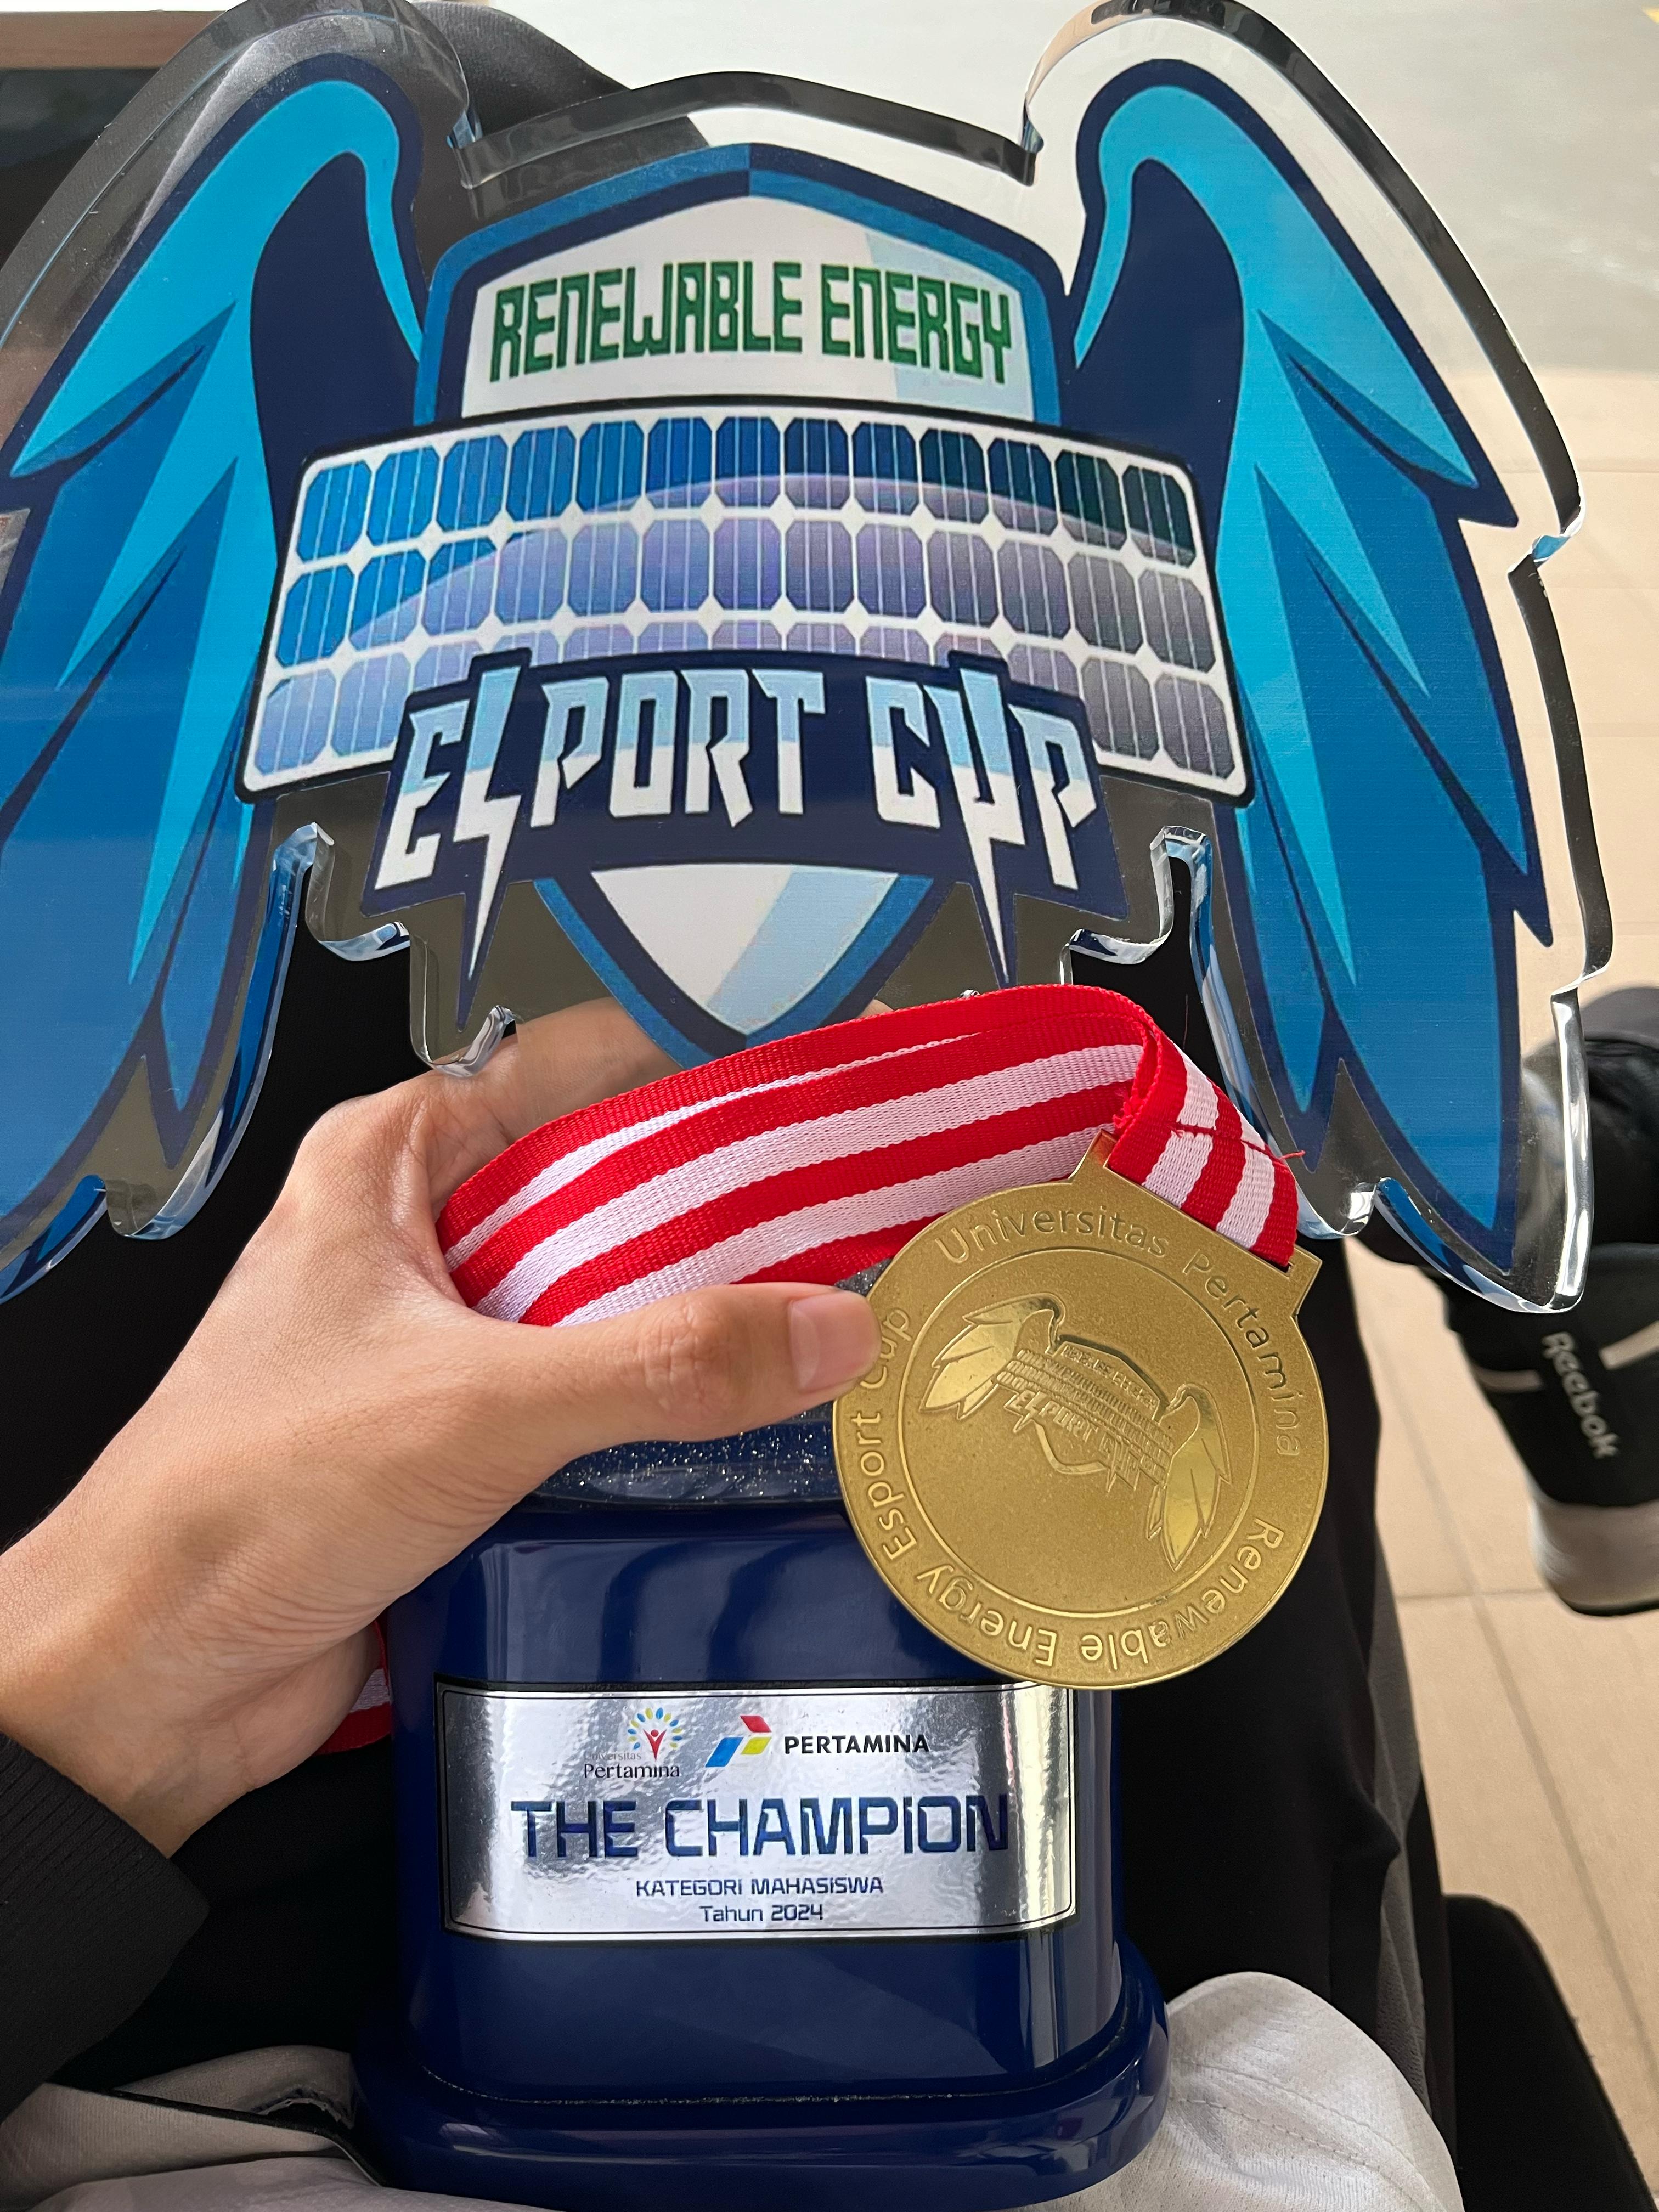 RENEWABLE ENERGY
ESPORT CUP
Universitas Pertamina
Renewable Energy Esport Cup
ESPORT CUP
Universitas
Pertamina
PERTAMINA
THE CHAMPION
KATEGORI MAHASISWA
Tahun 2024
Reebok